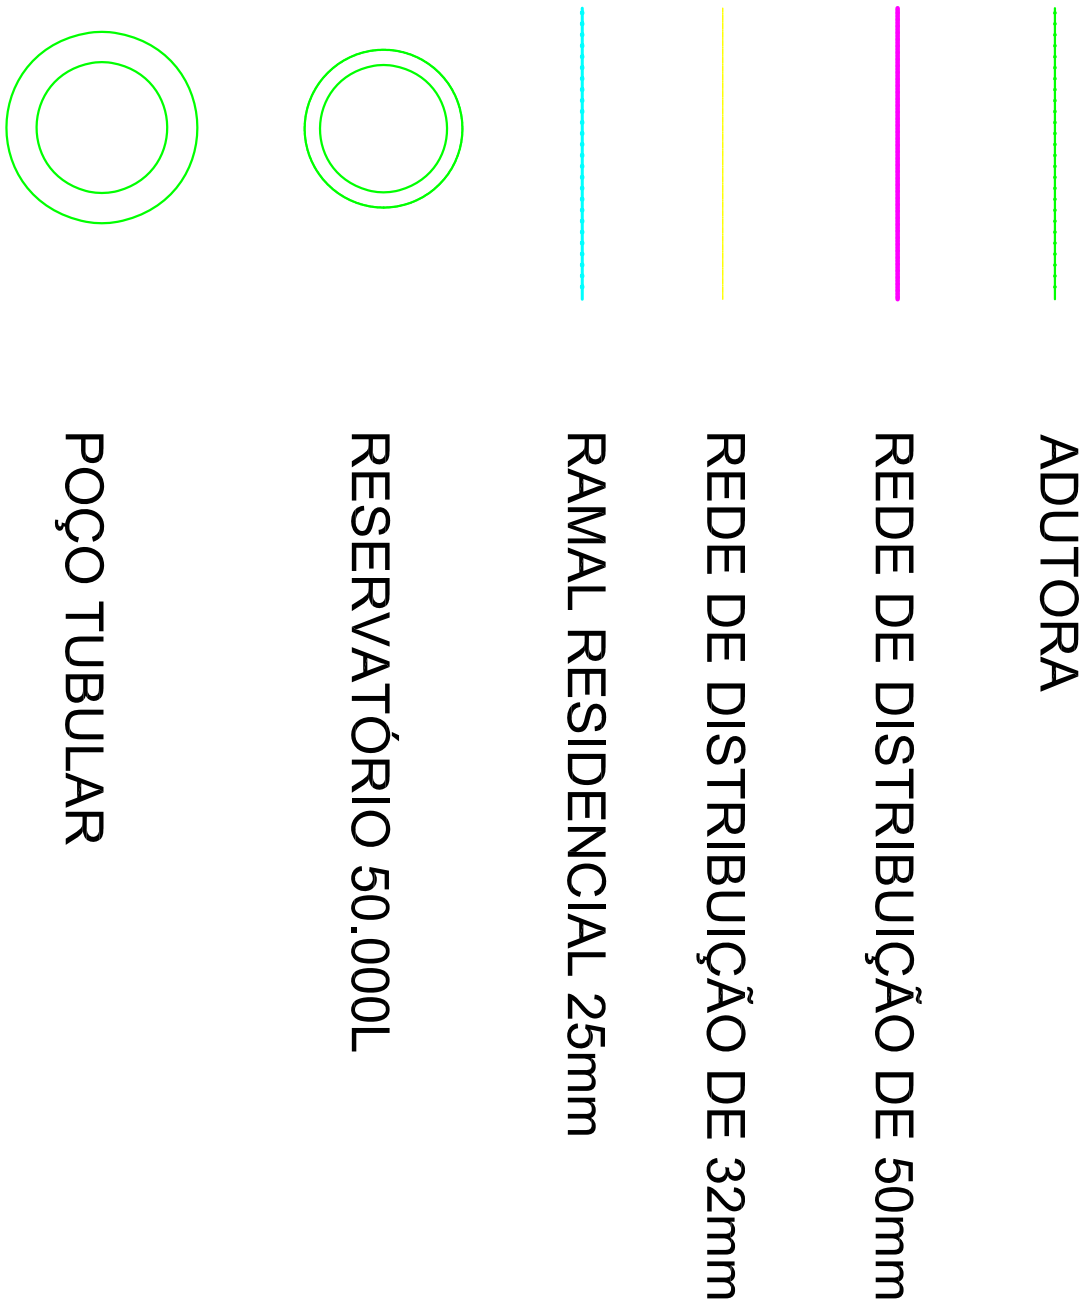 ADUTORA
REDE DE DISTRIBUIÇÃO DE 50mm
REDE DE DISTRIBUIÇÃO DE 32mm
RAMAL RESIDENCIAL 25mm
RESERVATÓRIO 50.000L
POÇO TUBULAR